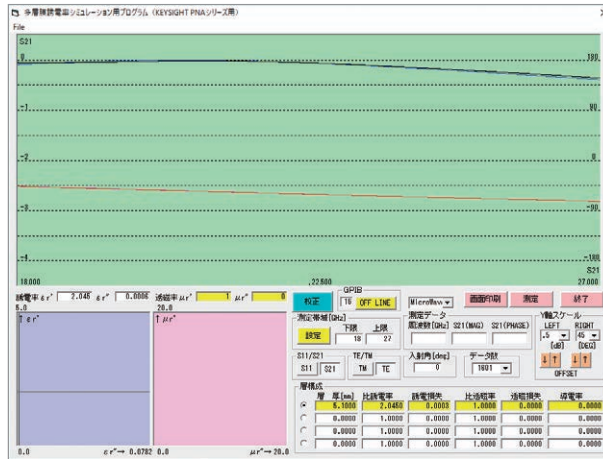 多層膜誘電率シミュレーション用プログラム (KEYSIGHT PNAシリーズ用)
File
S21
0 180
-1 90
-2 0
-3 -90
-4 -180
S21
18.000 22.500 27.000
誘電率εr' 2.045 εr" 0.0006 透磁率μr' 1 μr" 0
5.0 20.0
↑εr' ↑μr'
0.0 εr"→ 0.0782 0.0 μr"→20.0
校正
GPIB
16 OFF LINE
画面印刷 測定 終了
測定帯域[GHz]
設定
下限 上限
18 27
測定データ
周波数[GHz] S21(MAG) S21(PHASE)
Y軸スケール
LEFT RIGHT
.5 45
[dB] [DEG]
↓↑ ↓↑
OFFSET
S11/S21
S11 S21
TE/TM
TM TE
入射角[deg]
0
データ数
1601
層構成
層 厚[mm] 比誘電率 誘電損失 比透磁率 透磁損失 導電率
5.1000 2.0450 0.0003 1.0000 0.0000 0.0000
0.0000 1.0000 0.0000 1.0000 0.0000 0.0000
0.0000 1.0000 0.0000 1.0000 0.0000 0.0000
0.0000 1.0000 0.0000 1.0000 0.0000 0.0000